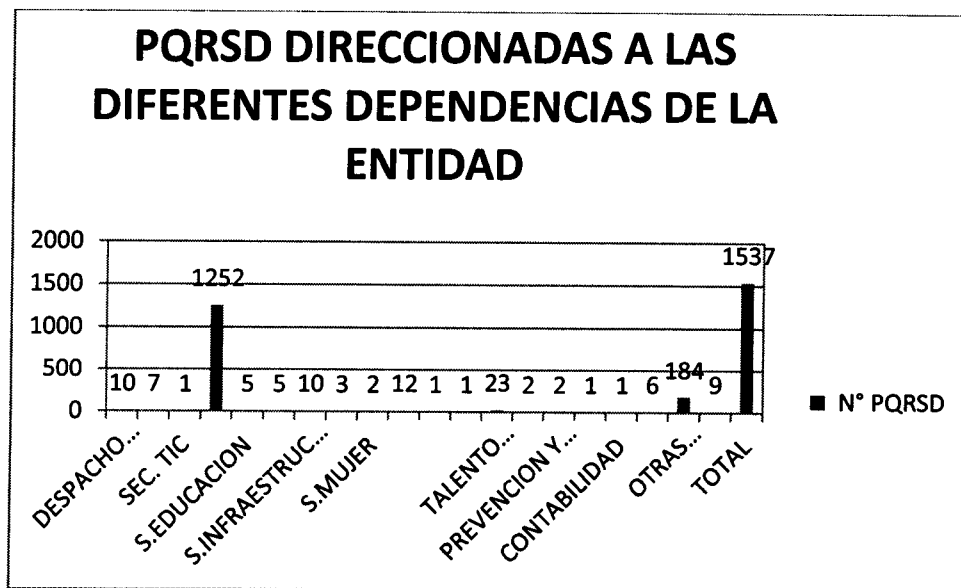 PQRSD DIRECCIONADAS A LAS
DIFERENTES DEPENDENCIAS DE LA
ENTIDAD
2000
1500
1000
500
0
10 7 1 1252 5 5 10 3 2 12 1 1 23 2 2 1 1 6 184 9 1537
DESPACHO...
SEC. TIC
S.EDUCACION
S.INFRAESTRUC...
S.MUJER
TALENTO...
PREVENCION Y...
CONTABILIDAD
OTRAS...
TOTAL
N° PQRSD